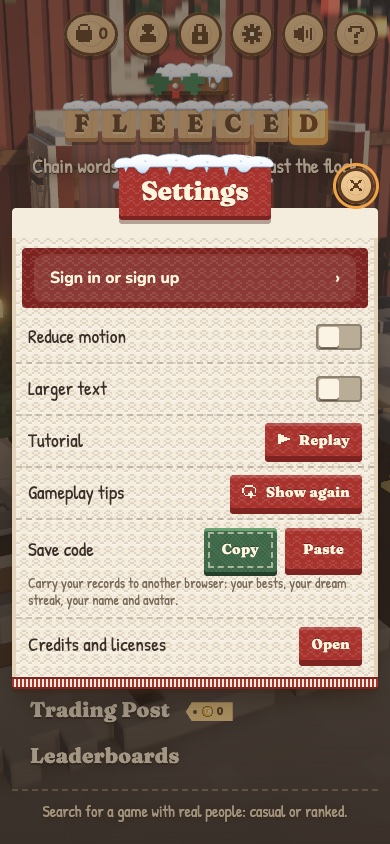 0
?
FLEECED
Chain words
ast the floc
Settings
Sign in or sign up ›
Reduce motion
Larger text
Tutorial
Replay
Gameplay tips
Show again
Save code
Copy
Paste
Carry your records to another browser: your bests, your dream
streak, your name and avatar.
Credits and licenses
Open
Trading Post
0
Leaderboards
Search for a game with real people: casual or ranked.